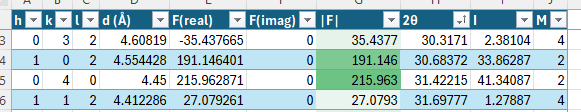 h k l d (Å) F(real) F(imag) |F| 2θ I M
3 0 3 2 4.60819 -35.437665 0 35.4377 30.3171 2.38104 4
4 1 0 2 4.554428 191.146401 0 191.146 30.68372 33.86287 2
5 0 4 0 4.45 215.962871 0 215.963 31.42215 41.34087 2
6 1 1 2 4.412286 27.079261 0 27.0793 31.69777 1.27887 4